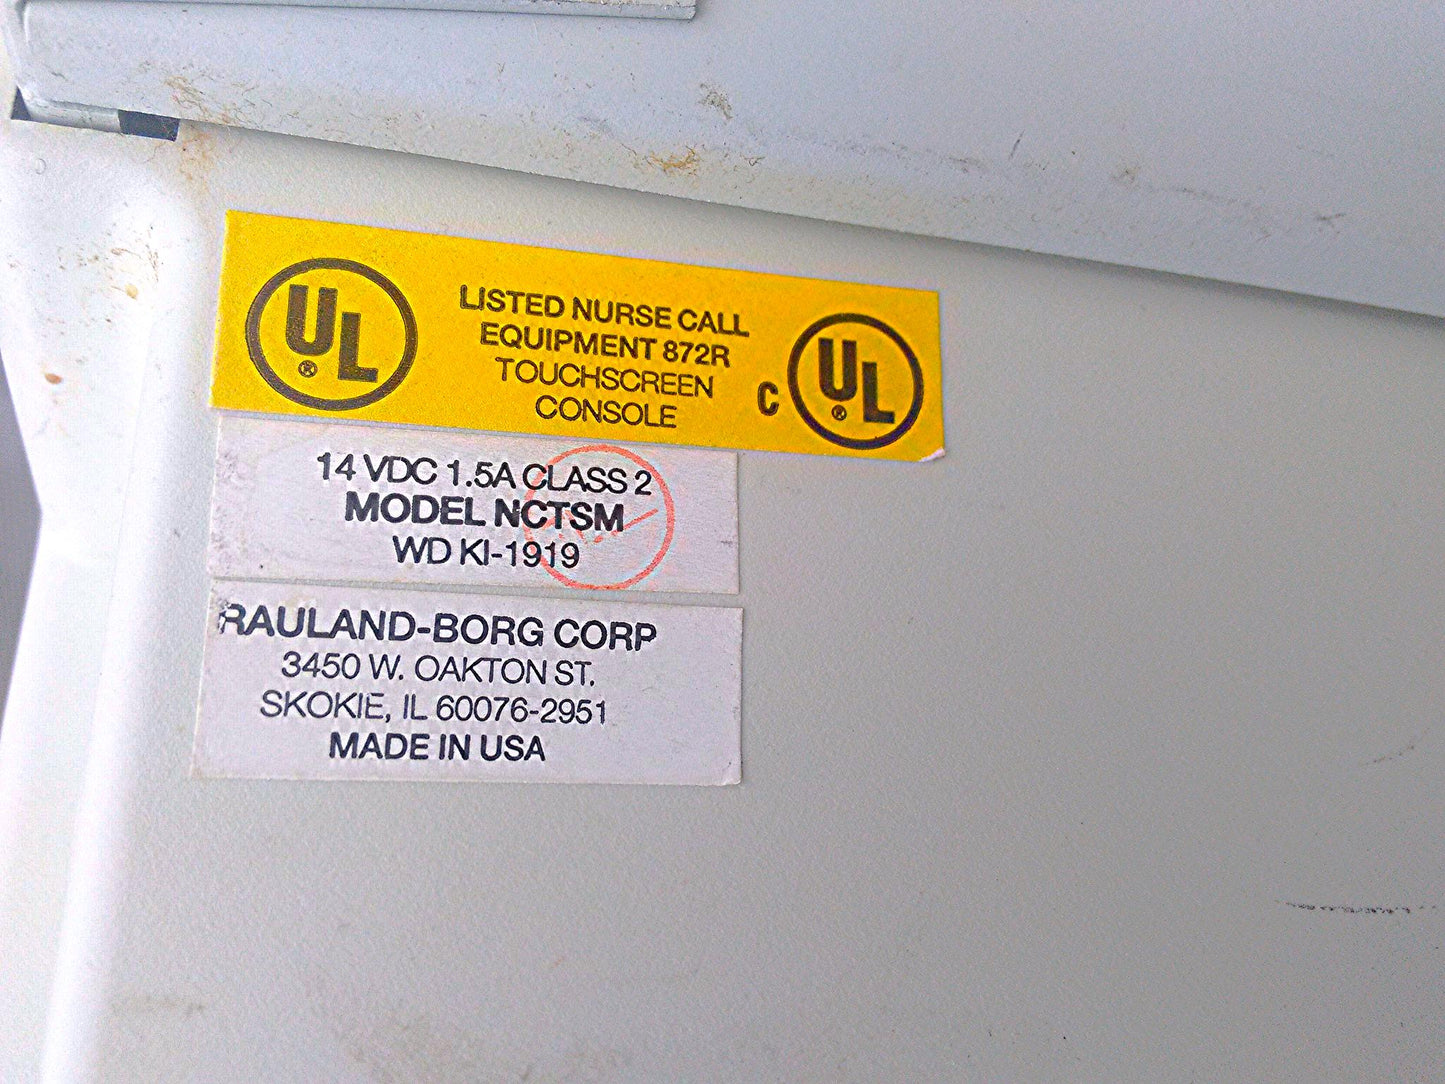 UL
®
LISTED NURSE CALL
EQUIPMENT 872R
TOUCHSCREEN
CONSOLE
C UL
®
14 VDC 1.5A CLASS 2
MODEL NCTSM
WD KI-1919
RAULAND-BORG CORP
3450 W. OAKTON ST.
SKOKIE, IL 60076-2951
MADE IN USA